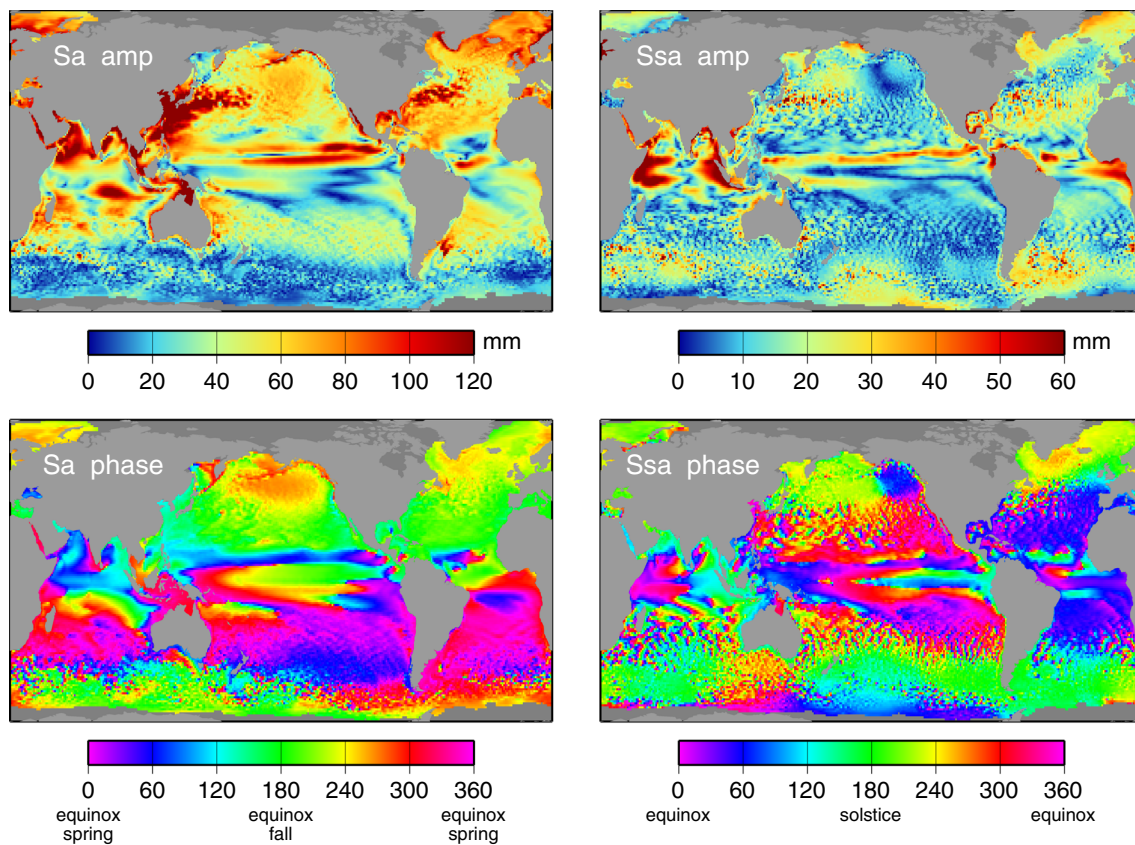 Sa amp
Ssa amp
mm
0 20 40 60 80 100 120
mm
0 10 20 30 40 50 60
Sa phase
Ssa phase
0 60 120 180 240 300 360
equinox equinox equinox
spring fall spring
0 60 120 180 240 300 360
equinox solstice equinox